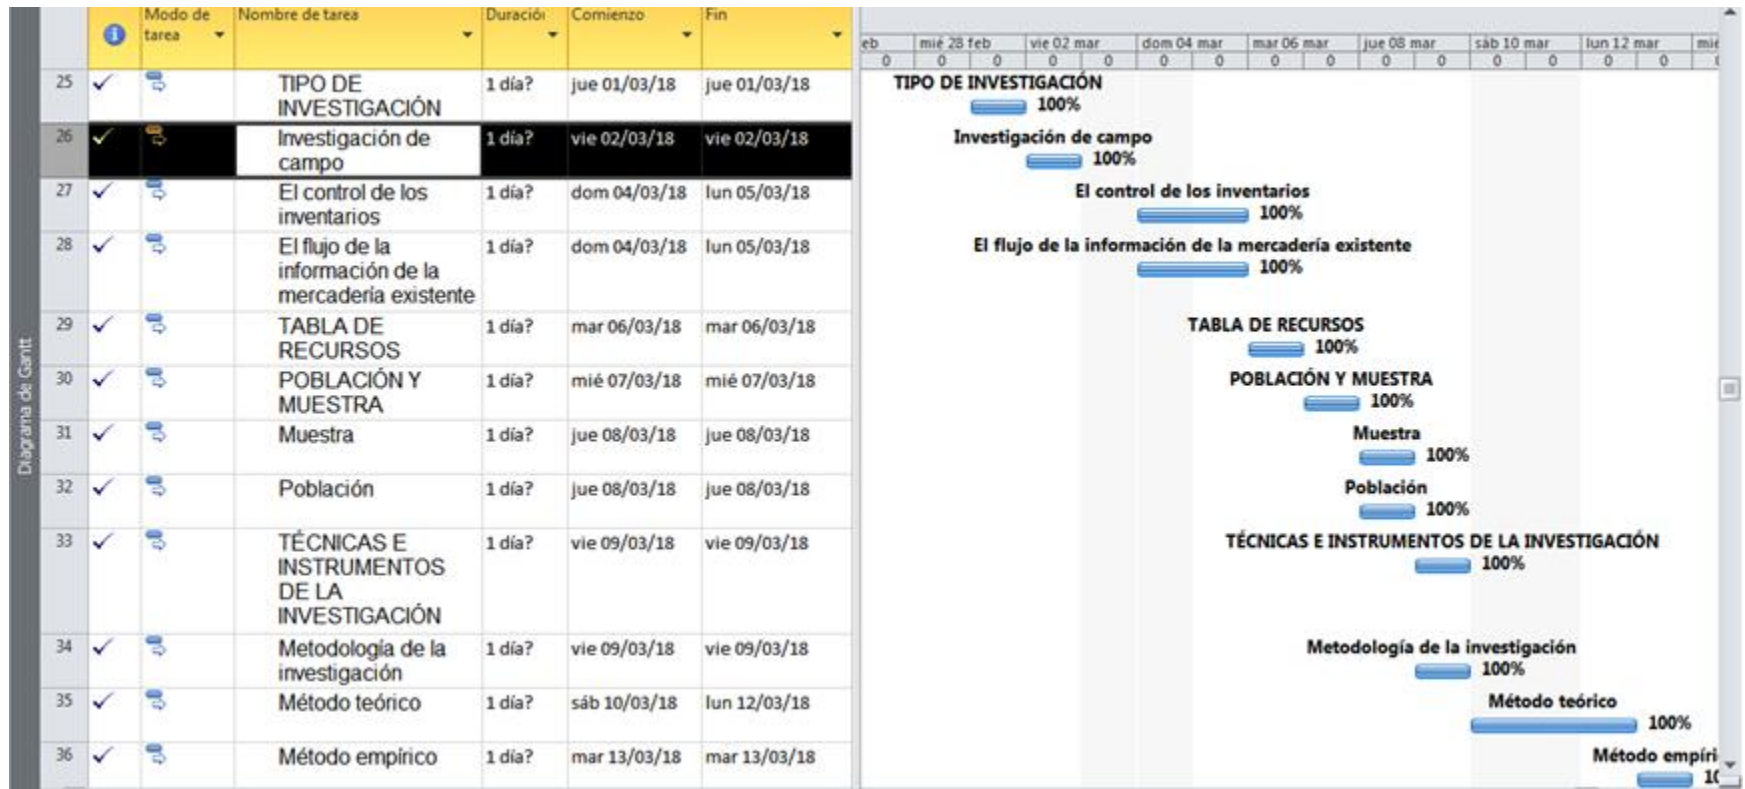 Modo de tarea Nombre de tarea Duración Comienzo Fin
eb mié 28 feb vie 02 mar dom 04 mar mar 06 mar jue 08 mar sáb 10 mar lun 12 mar mié
0 0 0 0 0 0 0 0 0 0 0 0 0 0 0
25 TIPO DE INVESTIGACIÓN 1 día? jue 01/03/18 jue 01/03/18 TIPO DE INVESTIGACIÓN 100%
26 Investigación de campo 1 día? vie 02/03/18 vie 02/03/18 Investigación de campo 100%
27 El control de los inventarios 1 día? dom 04/03/18 lun 05/03/18 El control de los inventarios 100%
28 El flujo de la información de la mercadería existente 1 día? dom 04/03/18 lun 05/03/18 El flujo de la información de la mercadería existente 100%
29 TABLA DE RECURSOS 1 día? mar 06/03/18 mar 06/03/18 TABLA DE RECURSOS 100%
30 POBLACIÓN Y MUESTRA 1 día? mié 07/03/18 mié 07/03/18 POBLACIÓN Y MUESTRA 100%
31 Muestra 1 día? jue 08/03/18 jue 08/03/18 Muestra 100%
32 Población 1 día? jue 08/03/18 jue 08/03/18 Población 100%
33 TÉCNICAS E INSTRUMENTOS DE LA INVESTIGACIÓN 1 día? vie 09/03/18 vie 09/03/18 TÉCNICAS E INSTRUMENTOS DE LA INVESTIGACIÓN 100%
34 Metodología de la investigación 1 día? vie 09/03/18 vie 09/03/18 Metodología de la investigación 100%
35 Método teórico 1 día? sáb 10/03/18 lun 12/03/18 Método teórico 100%
36 Método empírico 1 día? mar 13/03/18 mar 13/03/18 Método empíri 10
Diagrama de Gantt